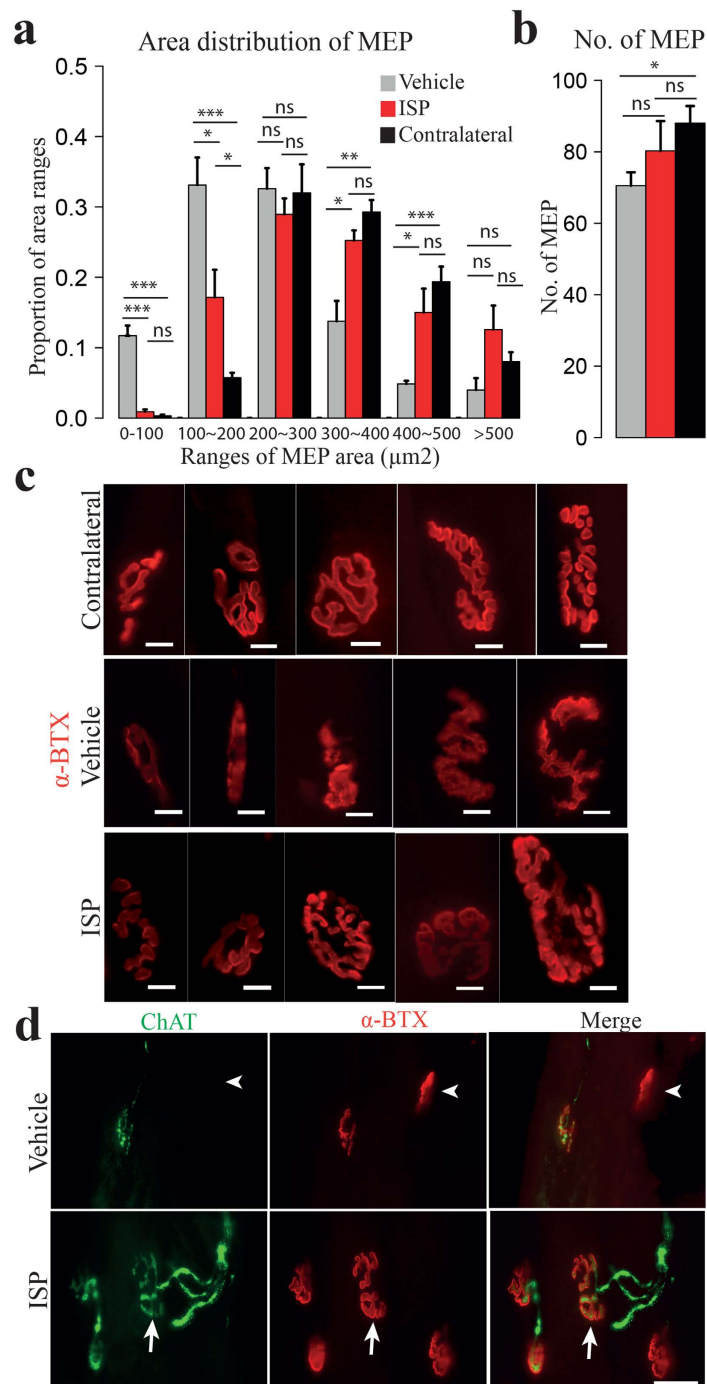 a
Area distribution of MEP
Proportion of area ranges
0.5
0.4
0.3
0.2
0.1
0.0
Vehicle
ISP
Contralateral
***
***
ns
***
*
*
ns
ns
ns
**
ns
*
***
*
ns
ns
ns
ns
0-100
100~200
200~300
300~400
400~500
>500
Ranges of MEP area (µm2)
b
No. of MEP
No. of MEP
100
80
60
40
20
0
*
ns
ns
c
α-BTX
Contralateral
Vehicle
ISP
d
ChAT
α-BTX
Merge
Vehicle
ISP